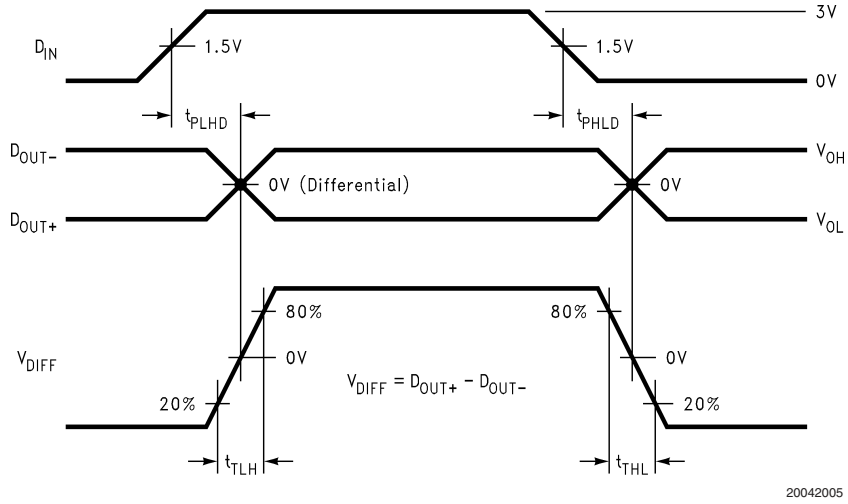 3V
D_IN
1.5V
1.5V
0V
t_PLHD
t_PHLD
D_OUT−
V_OH
0V (Differential)
0V
D_OUT+
V_OL
80%
80%
V_DIFF
0V
0V
V_DIFF = D_OUT+ − D_OUT−
20%
20%
t_TLH
t_THL
20042005